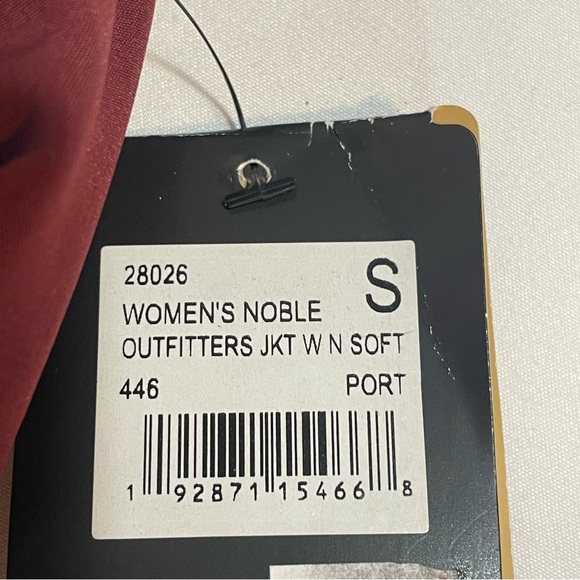 28026 S
WOMEN'S NOBLE
OUTFITTERS JKT W N SOFT
446 PORT
1 92871 15466 8